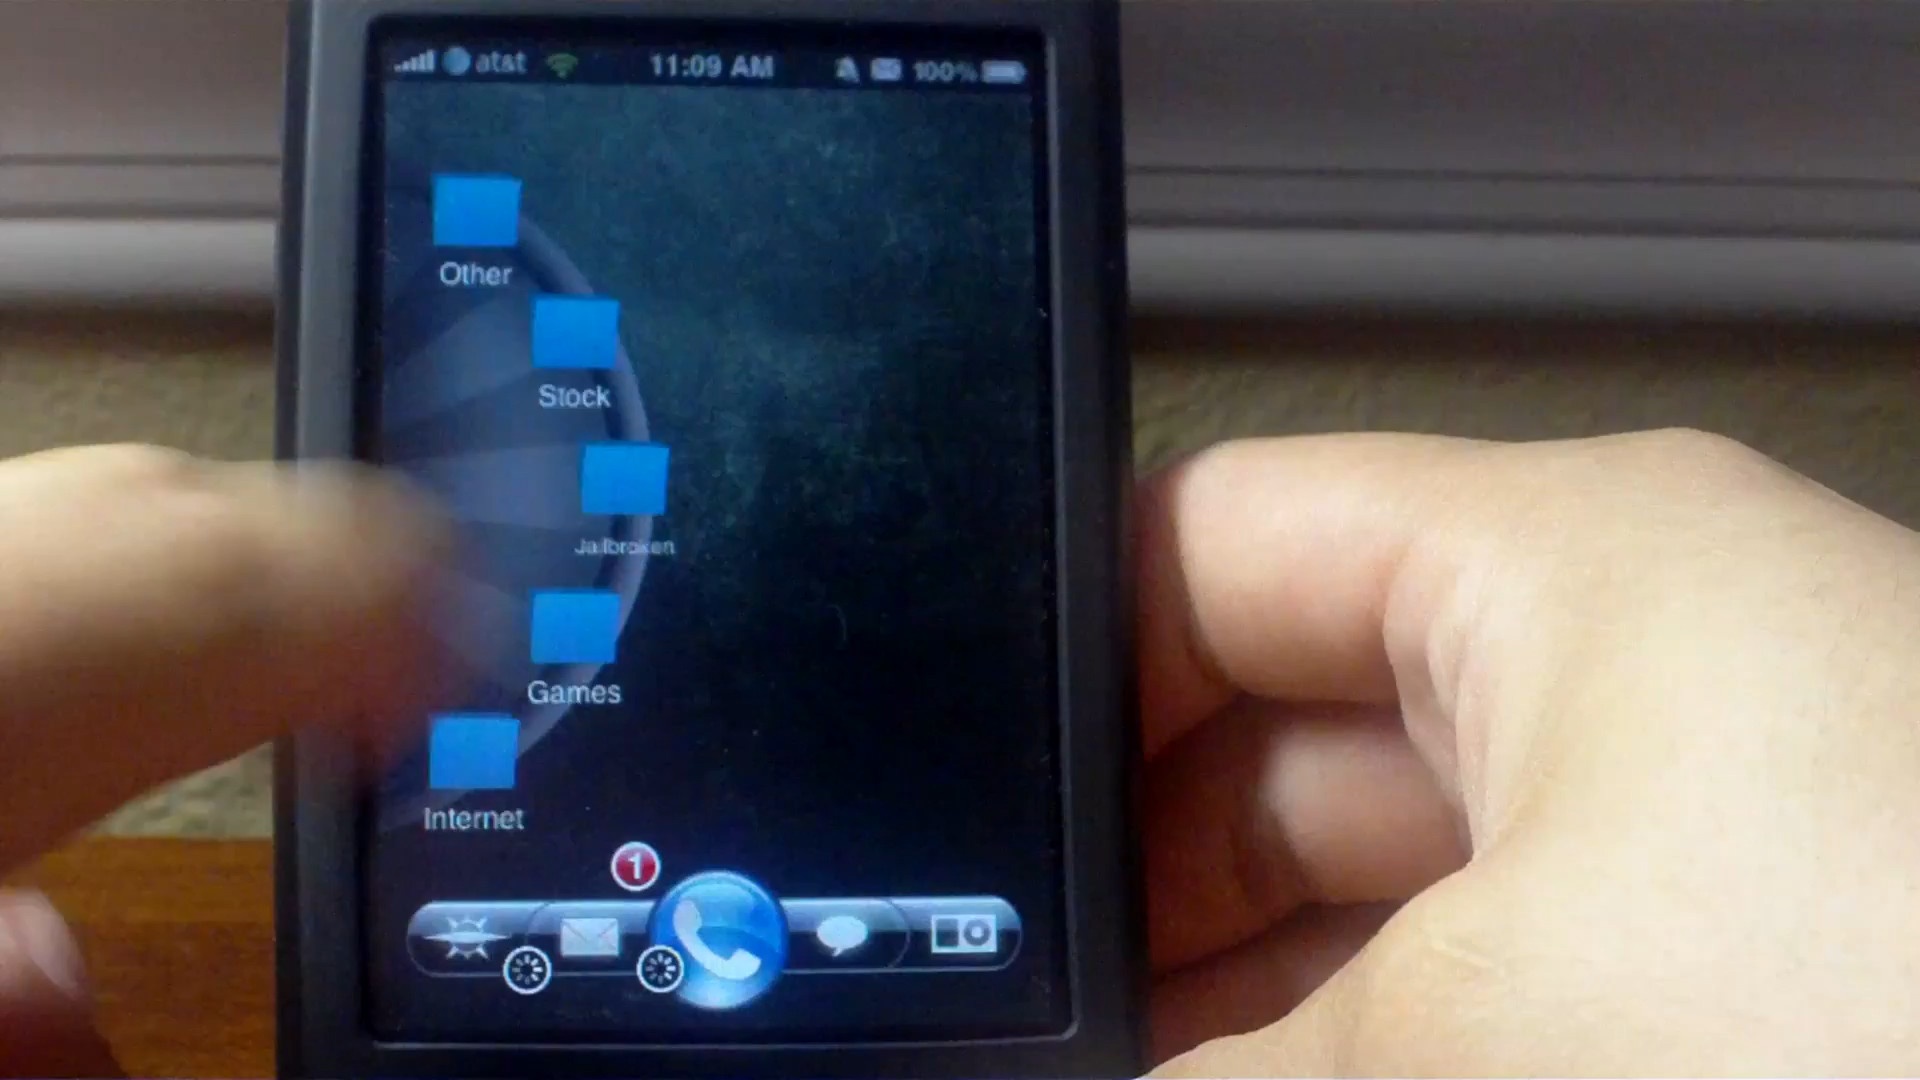 at&t 11:09 AM 100%
Other
Stock
Jailbroken
Games
Internet
1